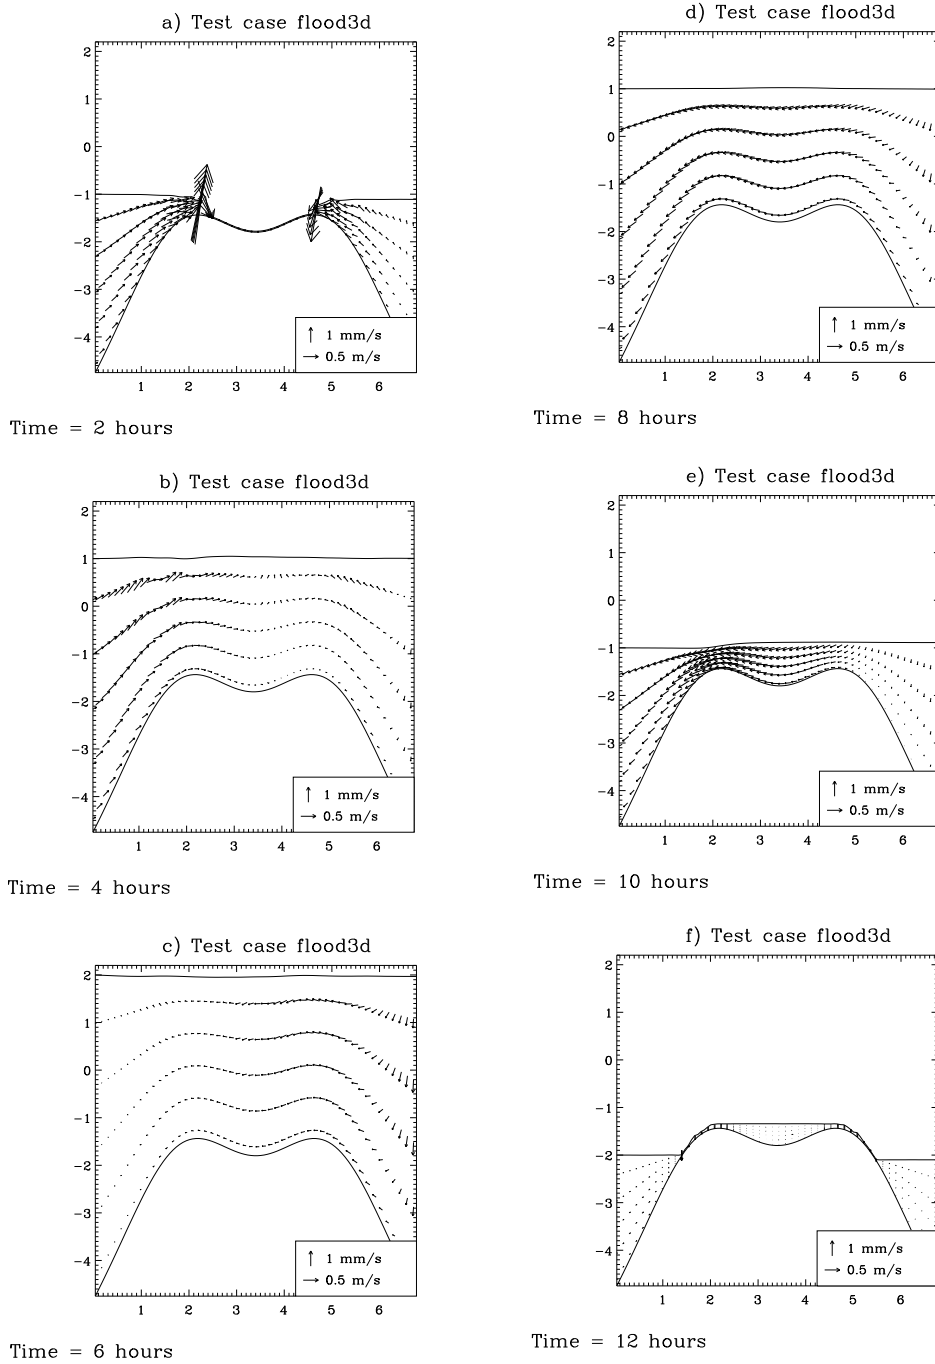 a) Test case flood3d
2
1
0
−1
−2
−3
−4
1 mm/s
0.5 m/s
1 2 3 4 5 6
Time = 2 hours
b) Test case flood3d
2
1
0
−1
−2
−3
−4
1 mm/s
0.5 m/s
1 2 3 4 5 6
Time = 4 hours
c) Test case flood3d
2
1
0
−1
−2
−3
−4
1 mm/s
0.5 m/s
1 2 3 4 5 6
Time = 6 hours
d) Test case flood3d
2
1
0
−1
−2
−3
−4
1 mm/s
0.5 m/s
1 2 3 4 5 6
Time = 8 hours
e) Test case flood3d
2
1
0
−1
−2
−3
−4
1 mm/s
0.5 m/s
1 2 3 4 5 6
Time = 10 hours
f) Test case flood3d
2
1
0
−1
−2
−3
−4
1 mm/s
0.5 m/s
1 2 3 4 5 6
Time = 12 hours